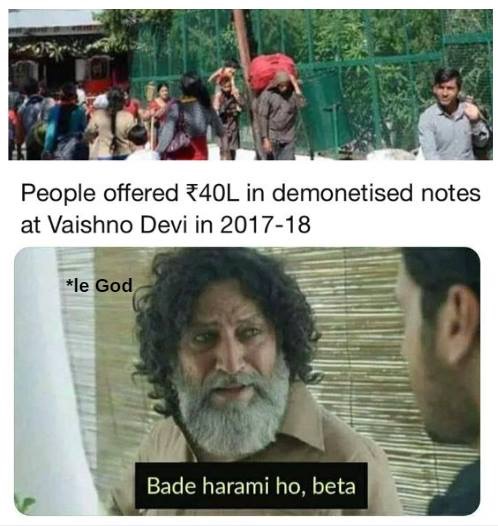 People offered ₹40L in demonetised notes
at Vaishno Devi in 2017-18
*le God
Bade harami ho, beta